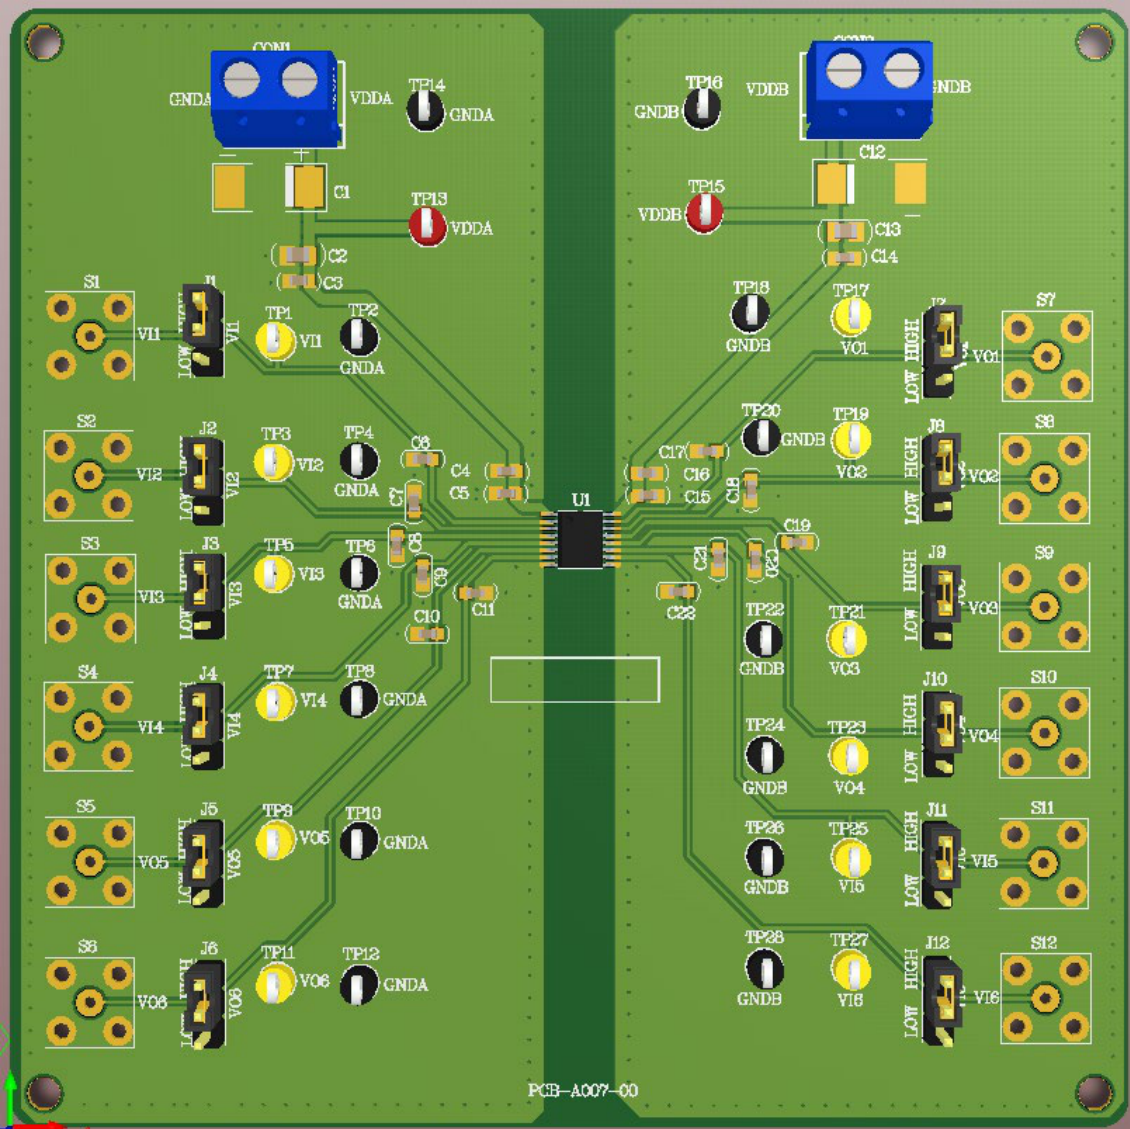 CON1
GNDA
VDDA
TP14
GNDA
C1
TP13
VDDA
C2
C3
TP16
GNDB
VDDB
GNDB
C12
TP15
VDDB
C13
C14
S1
VI1
J1
LOW
VI1
TP1
VI1
TP2
GNDA
TP18
GNDB
TP17
VO1
HIGH
LOW
VO1
S7
S2
VI2
J2
HIGH
LOW
VI2
TP3
VI2
TP4
GNDA
C6
C7
C4
C5
U1
C17
C16
C15
C18
TP20
GNDB
TP19
VO2
J8
HIGH
LOW
VO2
S8
S3
VI3
J3
HIGH
LOW
VI3
TP5
VI3
TP6
GNDA
C8
C9
C10
C11
C19
C20
C21
C22
TP22
GNDB
TP21
VO3
J9
HIGH
LOW
VO3
S9
S4
VI4
J4
HIGH
VI4
TP7
VI4
TP8
GNDA
TP24
GNDB
TP23
VO4
J10
HIGH
LOW
VO4
S10
S5
VO5
J5
HIGH
LOW
VO5
TP9
VO5
TP10
GNDA
TP26
GNDB
TP25
VI5
J11
HIGH
LOW
VI5
S11
S6
VO6
J6
HIGH
VO6
TP11
VO6
TP12
GNDA
TP28
GNDB
TP27
VI6
J12
HIGH
LOW
VI6
S12
PCB-A007-00